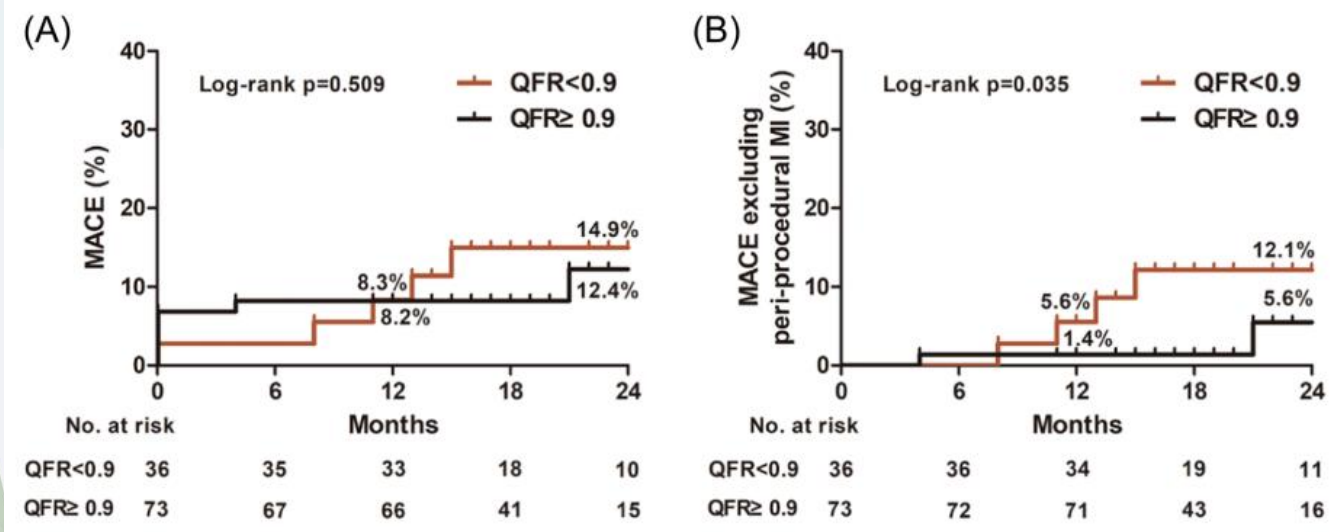 (A)
40
30
20
10
0
MACE (%)
Log-rank p=0.509
QFR<0.9
QFR≥ 0.9
14.9%
8.3%
12.4%
8.2%
0 6 12 18 24
No. at risk Months
QFR<0.9 36 35 33 18 10
QFR≥ 0.9 73 67 66 41 15
(B)
40
30
20
10
0
MACE excluding
peri-procedural MI (%)
Log-rank p=0.035
QFR<0.9
QFR≥ 0.9
12.1%
5.6%
5.6%
1.4%
0 6 12 18 24
No. at risk Months
QFR<0.9 36 36 34 19 11
QFR≥ 0.9 73 72 71 43 16